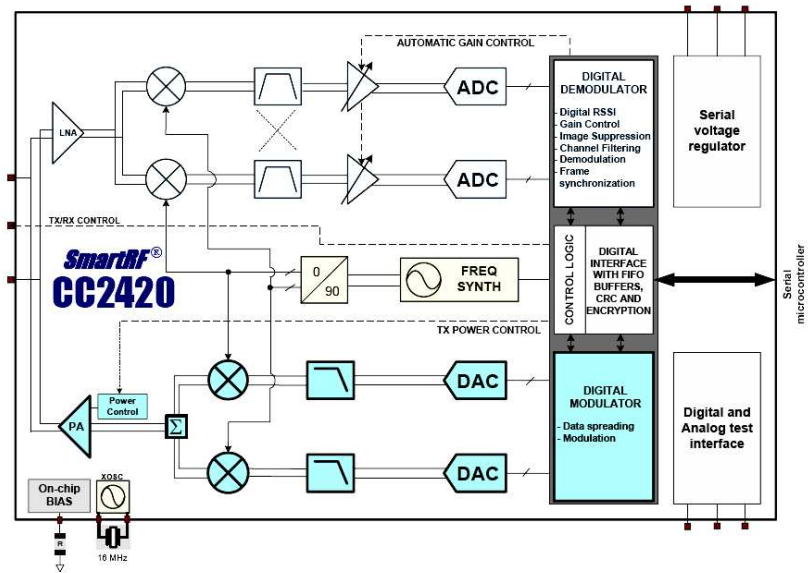 AUTOMATIC GAIN CONTROL
LNA
ADC
ADC
DIGITAL
DEMODULATOR
- Digital RSSI
- Gain Control
- Image Suppression
- Channel Filtering
- Demodulation
- Frame
synchronization
Serial
voltage
regulator
TX/RX CONTROL
SmartRF®
CC2420
0
90
FREQ
SYNTH
CONTROL LOGIC
DIGITAL
INTERFACE
WITH FIFO
BUFFERS,
CRC AND
ENCRYPTION
Serial
microcontroller
TX POWER CONTROL
Power
Control
PA
Σ
DAC
DAC
DIGITAL
MODULATOR
- Data spreading
- Modulation
Digital and
Analog test
interface
On-chip
BIAS
XOSC
R
16 MHz